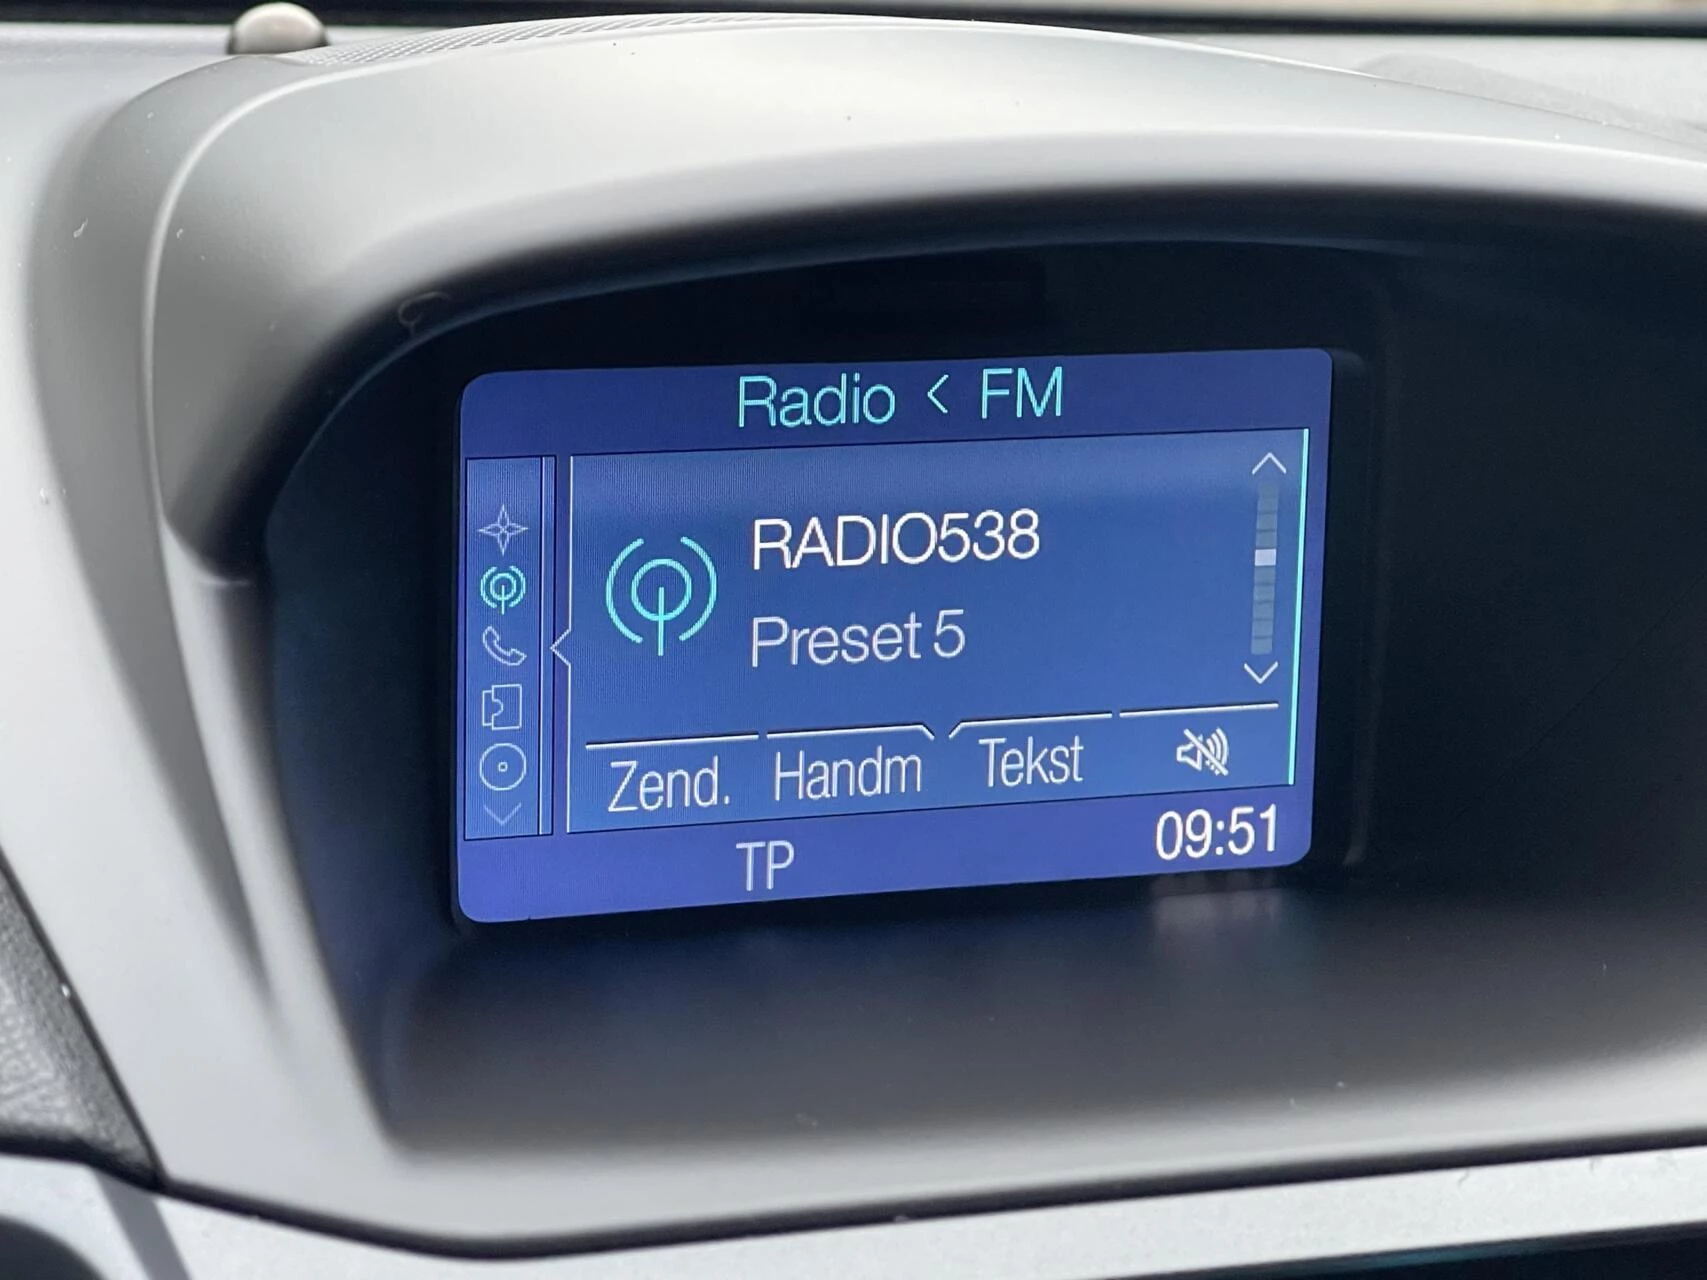 Radio < FM
RADIO538
Preset 5
Zend. Handm Tekst
TP 09:51